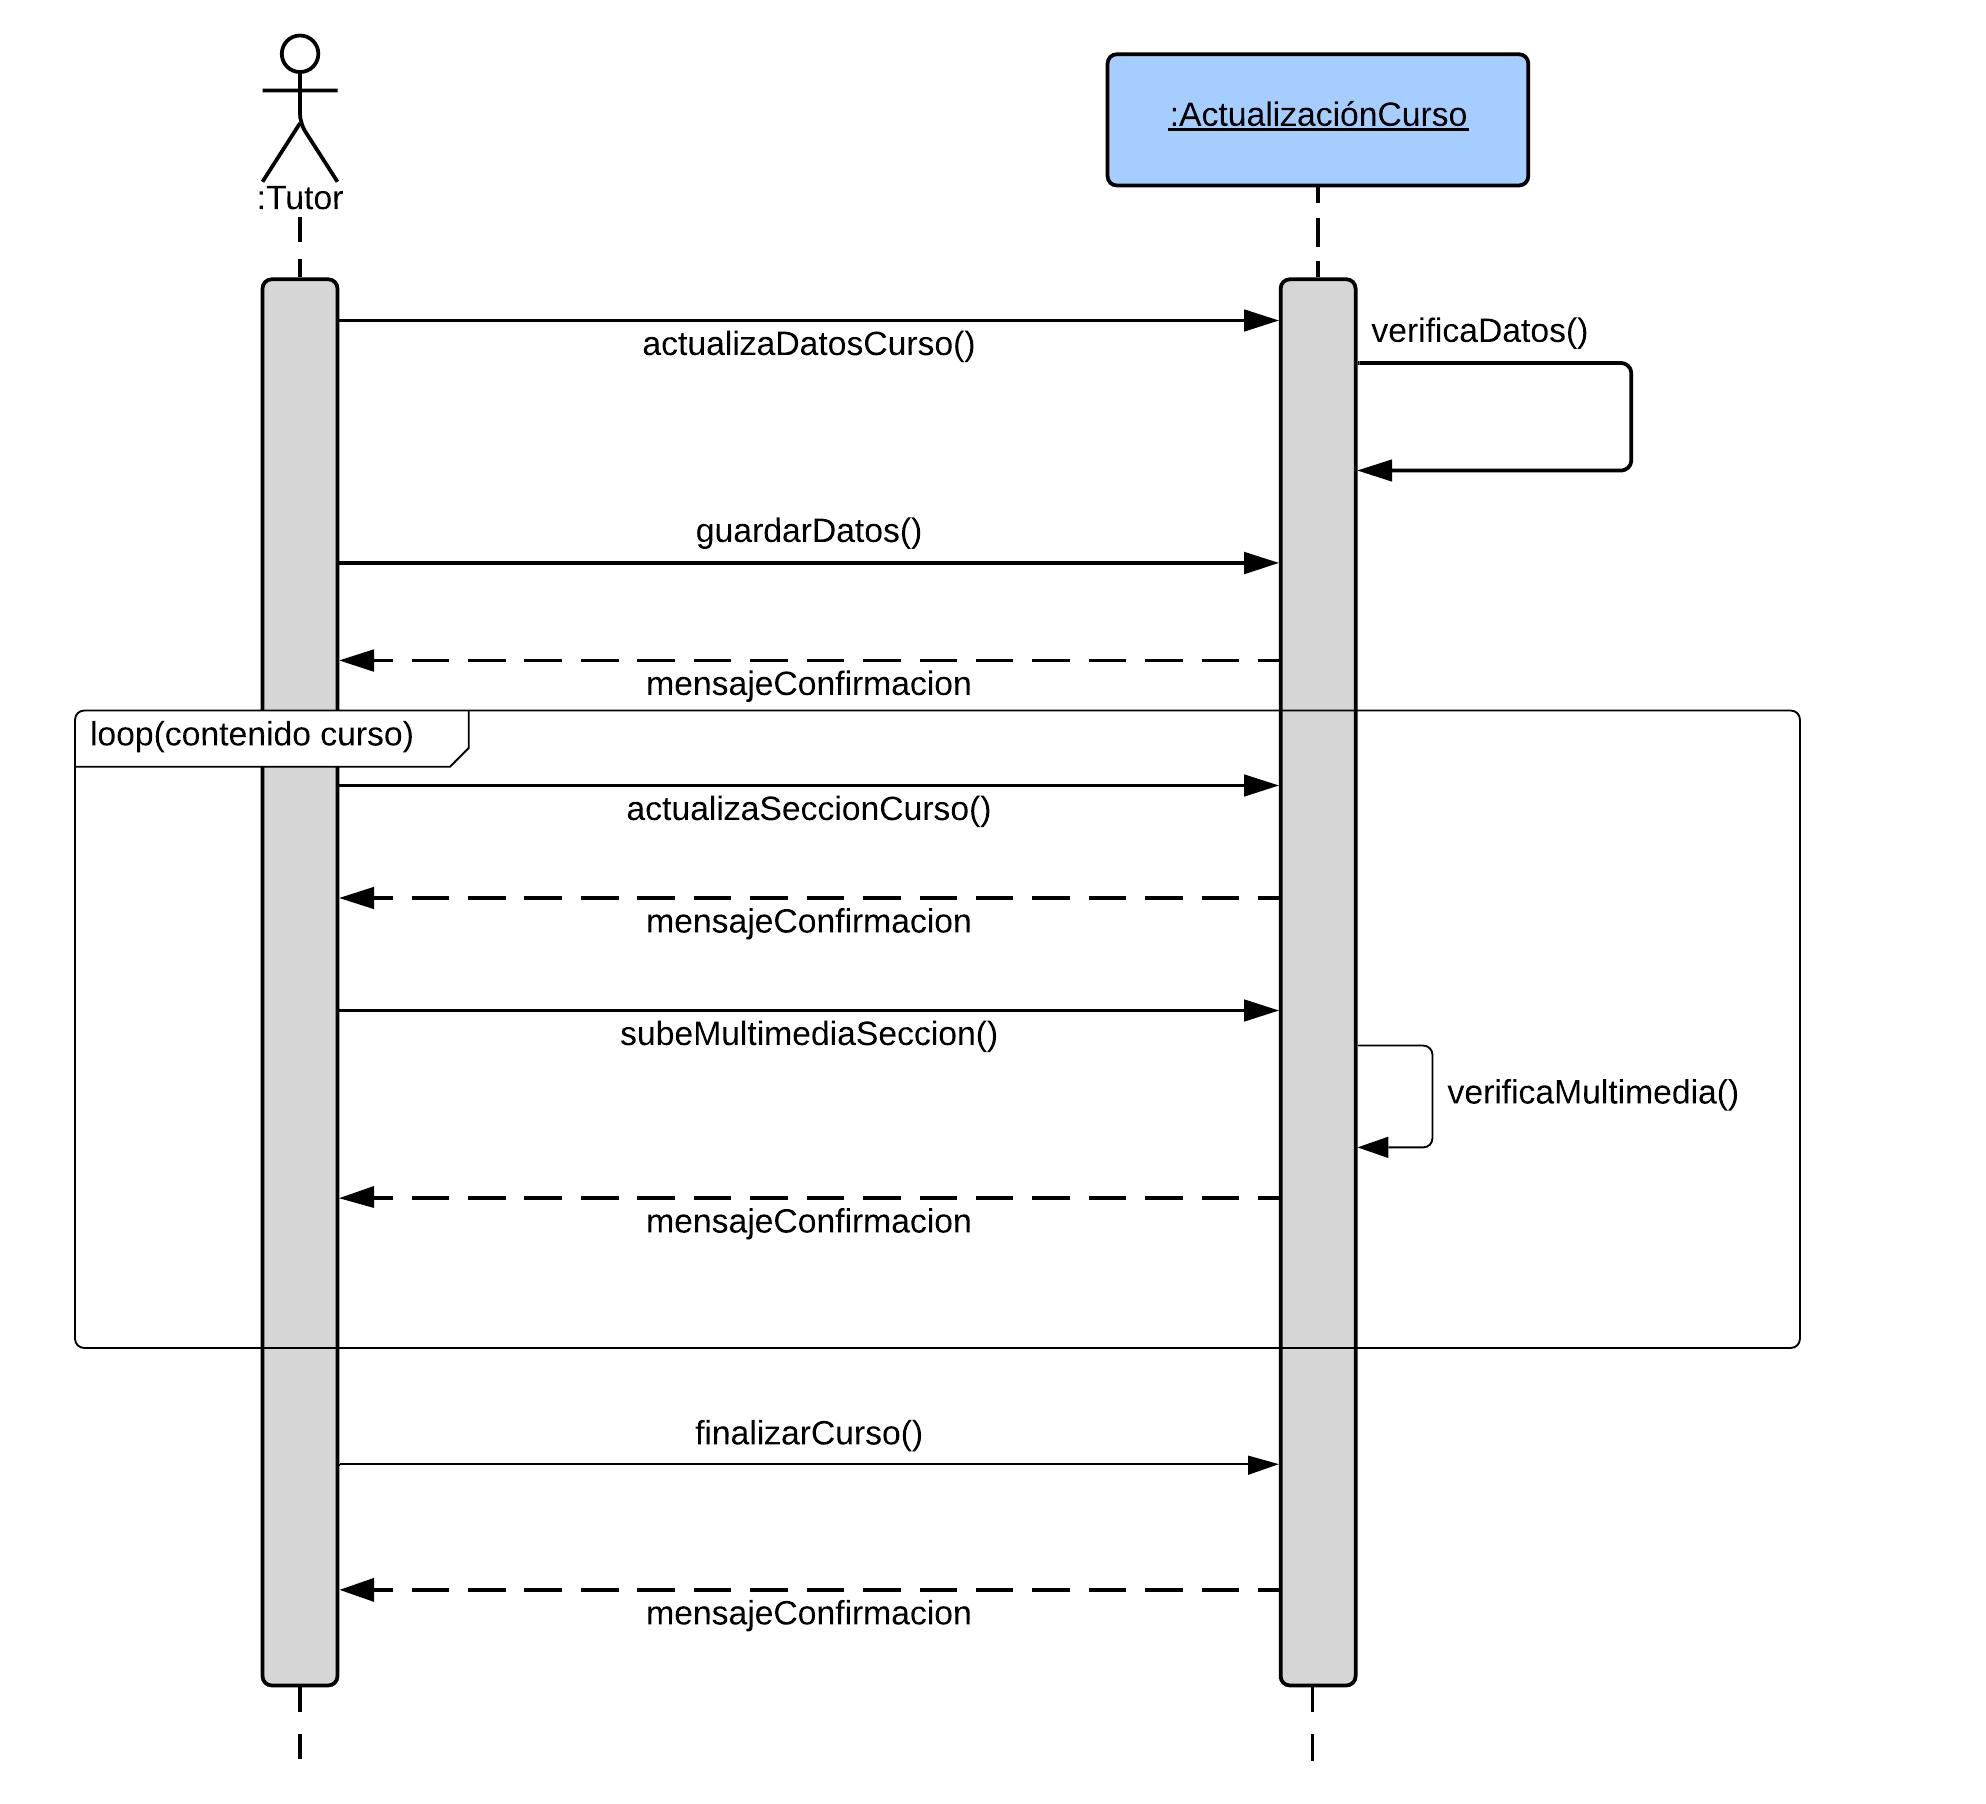 :Tutor
:ActualizaciónCurso
actualizaDatosCurso()
verificaDatos()
guardarDatos()
mensajeConfirmacion
loop(contenido curso)
actualizaSeccionCurso()
mensajeConfirmacion
subeMultimediaSeccion()
verificaMultimedia()
mensajeConfirmacion
finalizarCurso()
mensajeConfirmacion